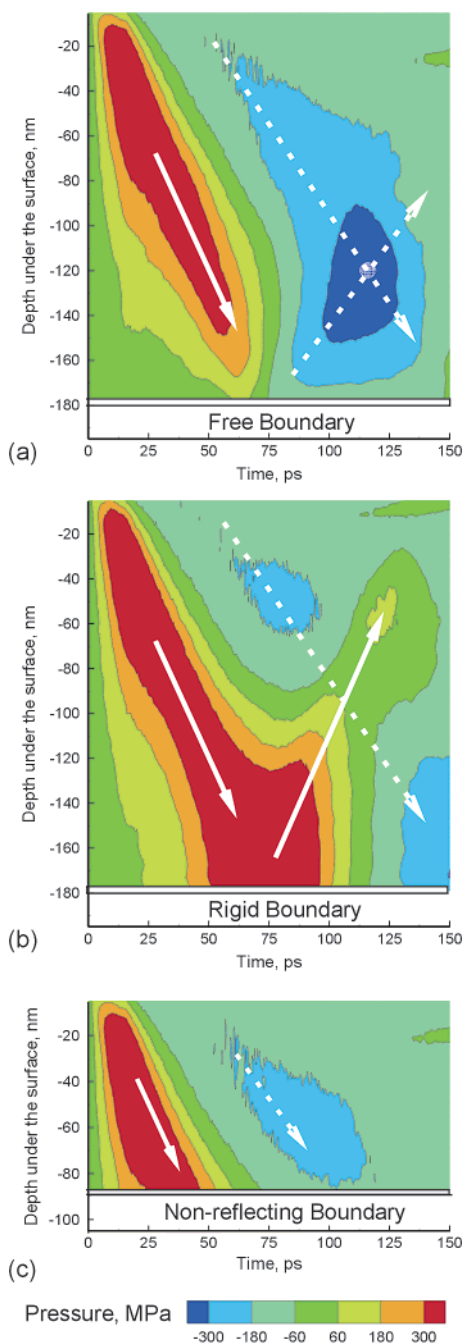 -20
-40
-60
-80
-100
-120
-140
-160
-180
Depth under the surface, nm
Free Boundary
(a)
0 25 50 75 100 125 150
Time, ps
-20
-40
-60
-80
-100
-120
-140
-160
-180
Depth under the surface, nm
Rigid Boundary
(b)
0 25 50 75 100 125 150
Time, ps
-20
-40
-60
-80
-100
Depth under the surface, nm
Non-reflecting Boundary
(c)
0 25 50 75 100 125 150
Time, ps
Pressure, MPa
-300 -180 -60 60 180 300